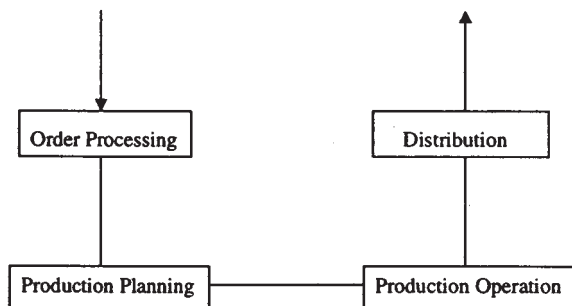 Order Processing
Distribution
Production Planning
Production Operation